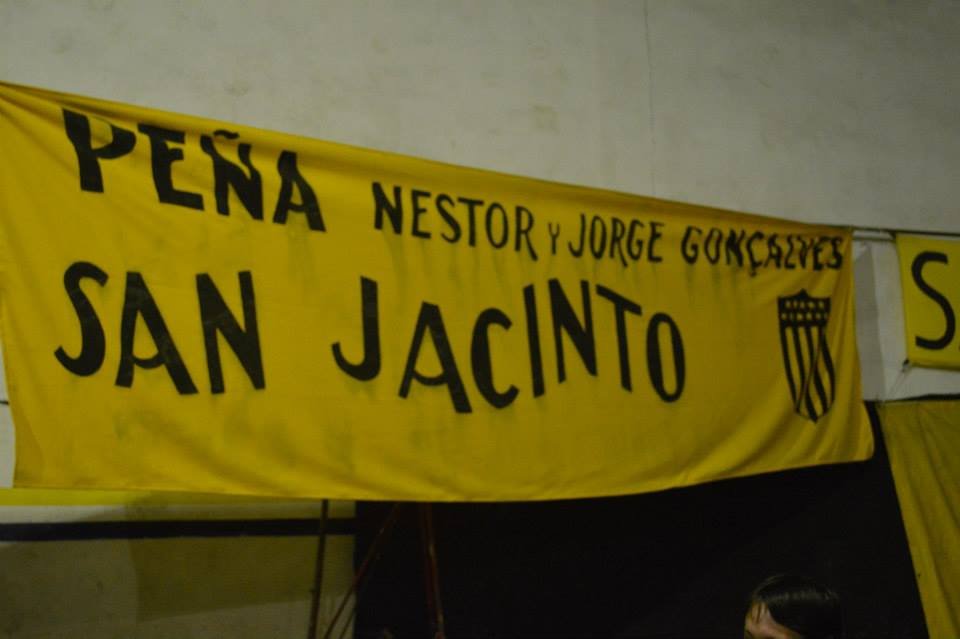 PEÑA NESTOR Y JORGE GONÇALVES
SAN JACINTO